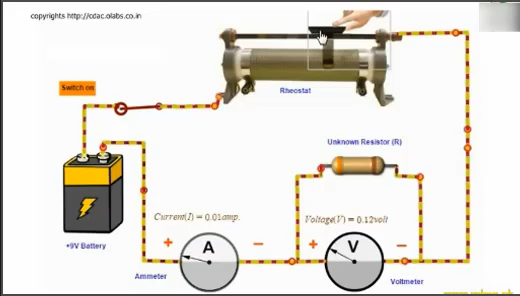 copyrights http://cdac.olabs.co.in
Switch on
Rheostat
Unknown Resistor (R)
Current(I) = 0.01amp.
Voltage(V) = 0.12volt
+9V Battery
+ A −
+ V −
Ammeter
Voltmeter